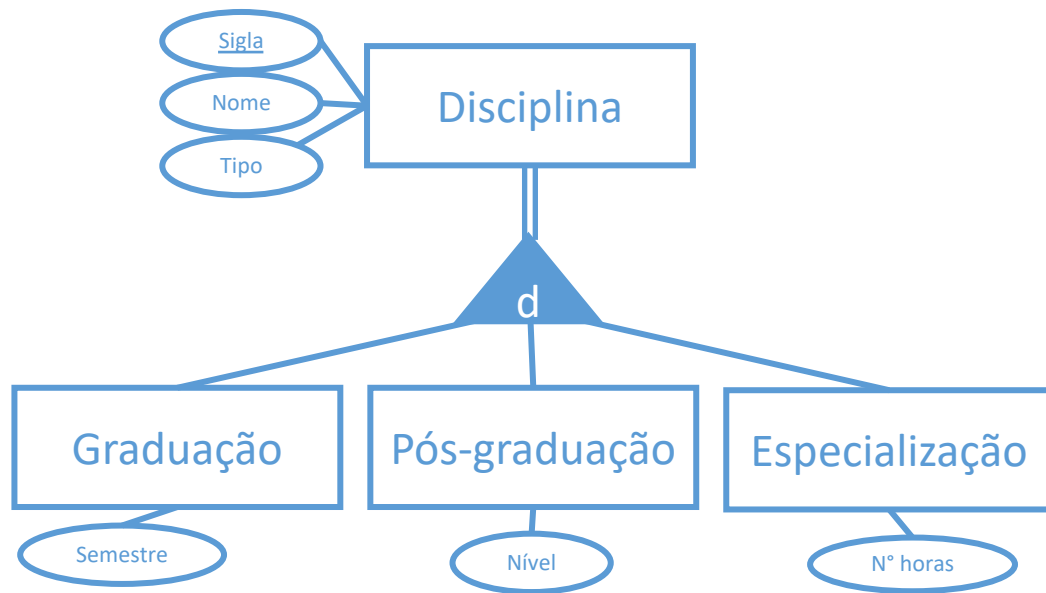 Sigla
Nome
Tipo
Disciplina
d
Graduação
Pós-graduação
Especialização
Semestre
Nível
N° horas